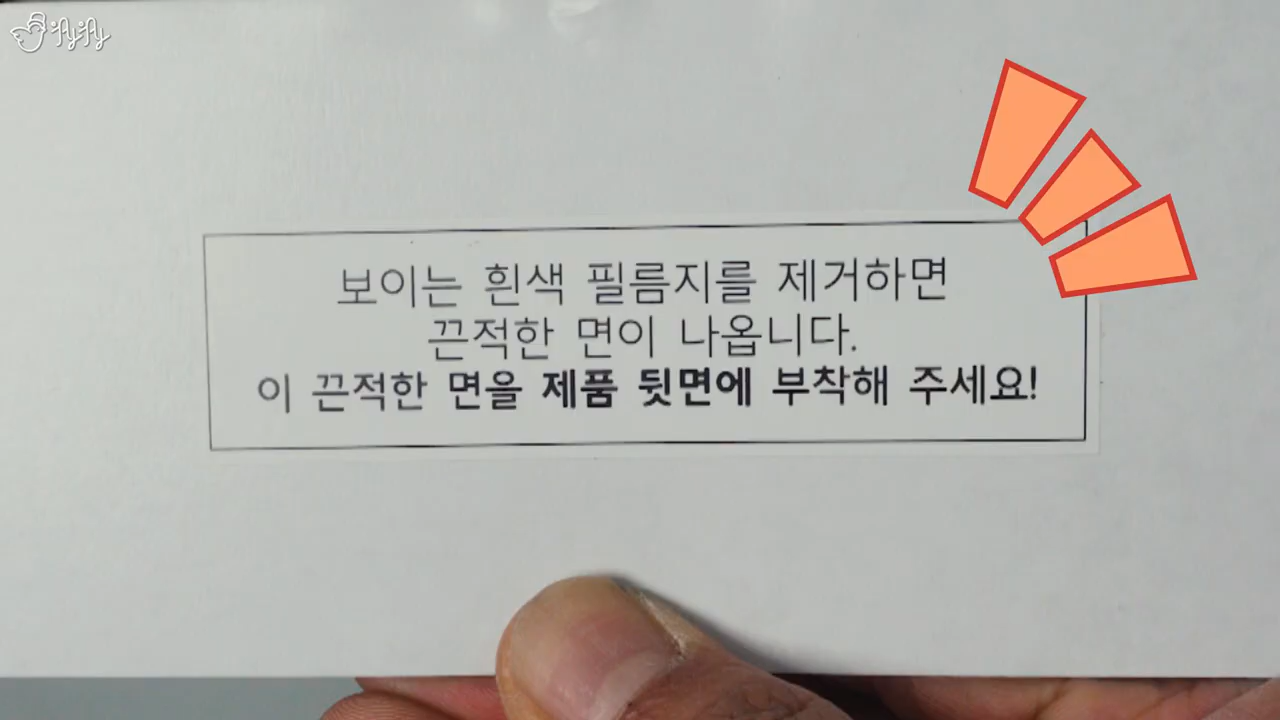 보이는 흰색 필름지를 제거하면
끈적한 면이 나옵니다.
이 끈적한 면을 제품 뒷면에 부착해 주세요!